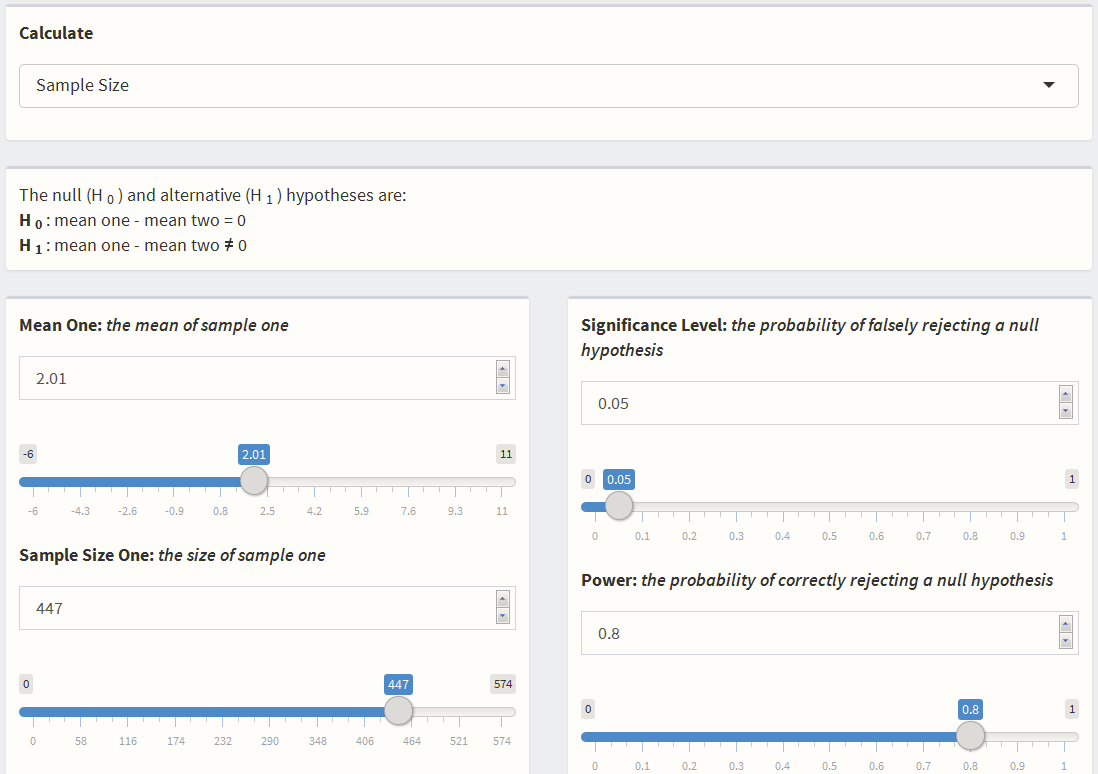 Calculate
Sample Size
The null (H 0 ) and alternative (H 1 ) hypotheses are:
H 0 : mean one - mean two = 0
H 1 : mean one - mean two ≠ 0
Mean One: the mean of sample one
2.01
-6 2.01 11
-6 -4.3 -2.6 -0.9 0.8 2.5 4.2 5.9 7.6 9.3 11
Sample Size One: the size of sample one
447
0 447 574
0 58 116 174 232 290 348 406 464 521 574
Significance Level: the probability of falsely rejecting a null
hypothesis
0.05
0 0.05 1
0 0.1 0.2 0.3 0.4 0.5 0.6 0.7 0.8 0.9 1
Power: the probability of correctly rejecting a null hypothesis
0.8
0 0.8 1
0 0.1 0.2 0.3 0.4 0.5 0.6 0.7 0.8 0.9 1